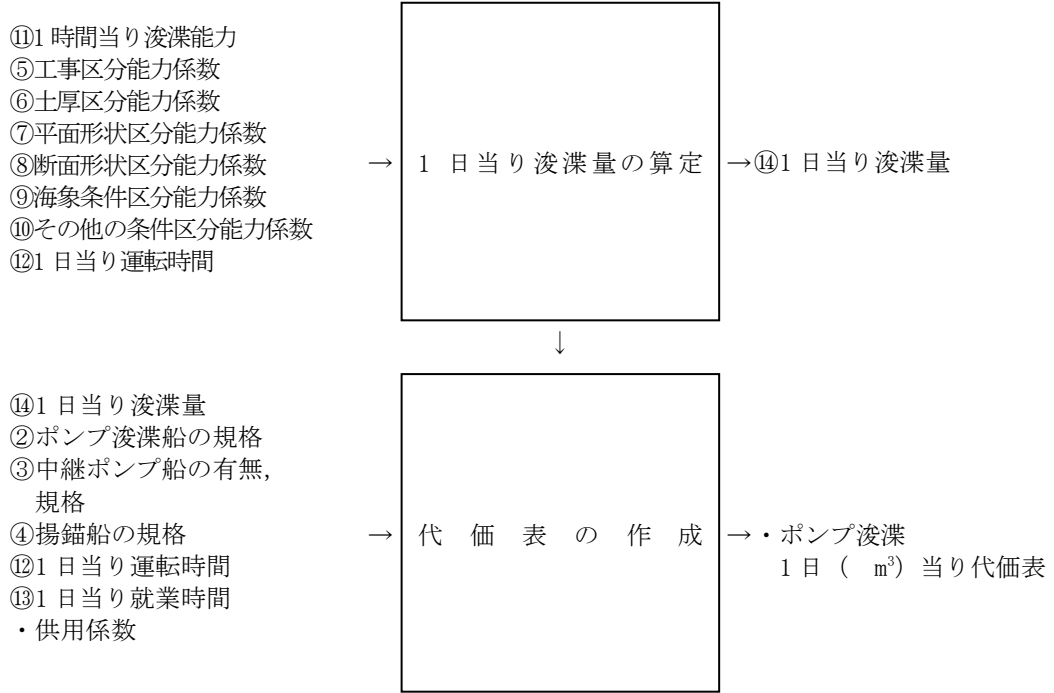 ⑪1 時間当り浚渫能力
⑤工事区分能力係数
⑥土厚区分能力係数
⑦平面形状区分能力係数
⑧断面形状区分能力係数
⑨海象条件区分能力係数
⑩その他の条件区分能力係数
⑫1 日当り運転時間
→
1 日当り浚渫量の算定
→⑭1 日当り浚渫量
↓
⑭1 日当り浚渫量
②ポンプ浚渫船の規格
③中継ポンプ船の有無,
規格
④揚錨船の規格
⑫1 日当り運転時間
⑬1 日当り就業時間
・供用係数
→
代 価 表 の 作 成
→・ポンプ浚渫
1日 ( m³) 当り代価表